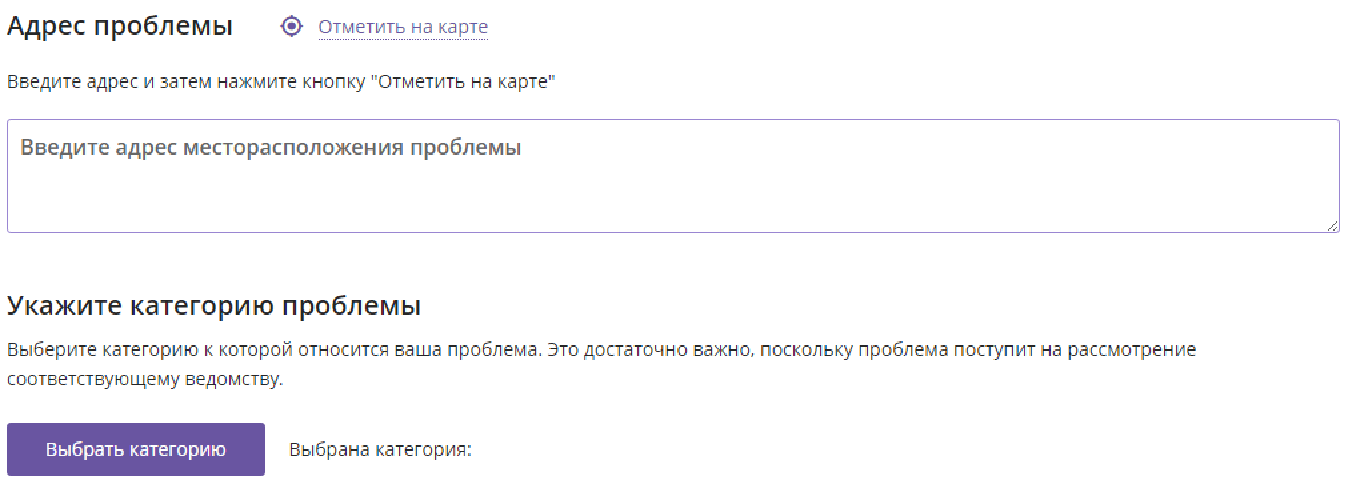 Адрес проблемы Отметить на карте
Введите адрес и затем нажмите кнопку "Отметить на карте"
Введите адрес месторасположения проблемы
Укажите категорию проблемы
Выберите категорию к которой относится ваша проблема. Это достаточно важно, поскольку проблема поступит на рассмотрение
соответствующему ведомству.
Выбрать категорию Выбрана категория: